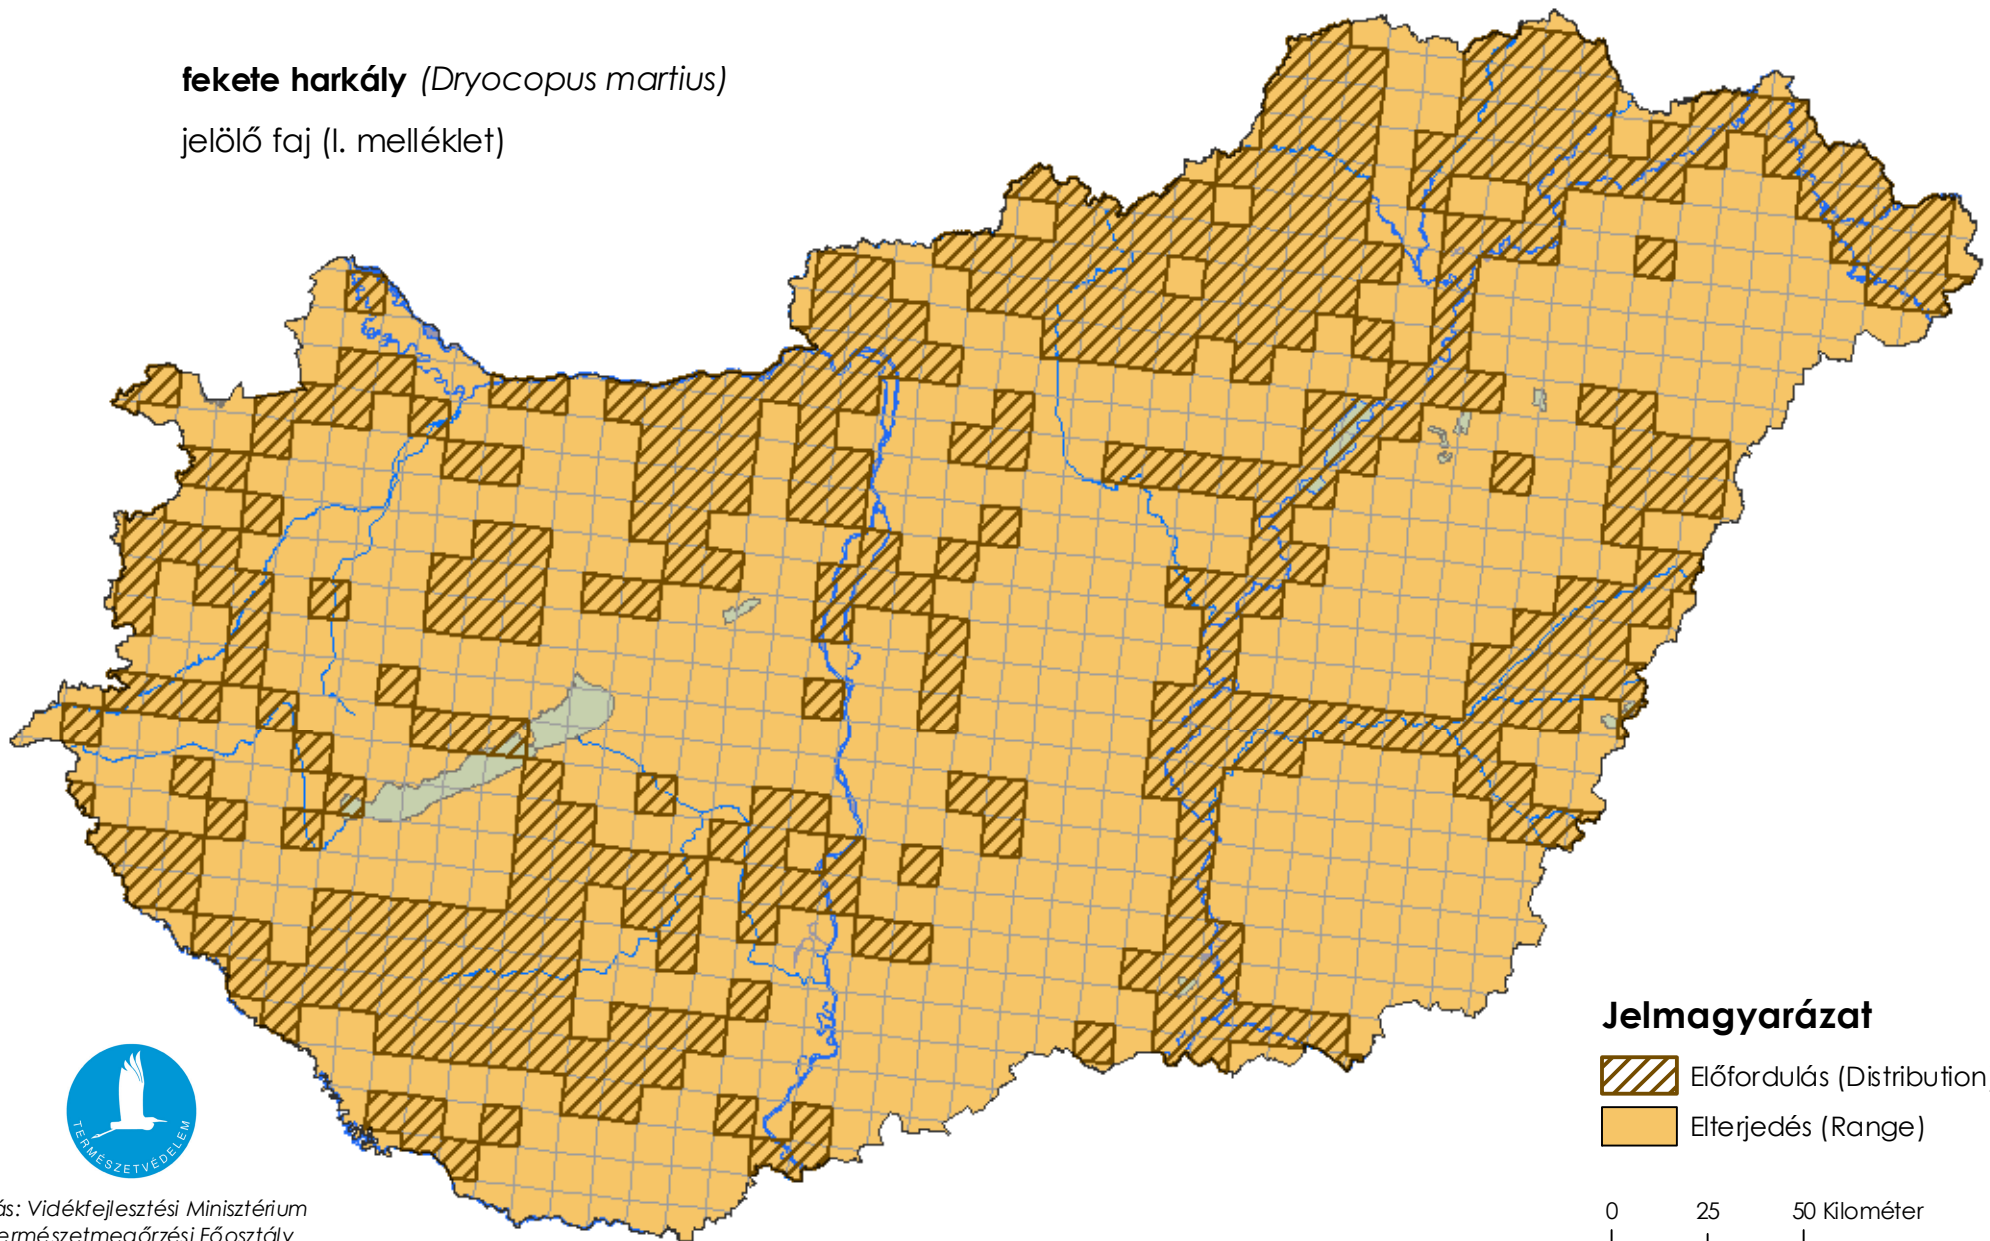 fekete harkály (Dryocopus martius)
jelölő faj (I. melléklet)
Jelmagyarázat
Előfordulás (Distribution
Elterjedés (Range)
0 25 50 Kilométer
TERMÉSZETVÉDELEM
ás: Vidékfejlesztési Minisztérium
ermészetmegőrzési Főosztály